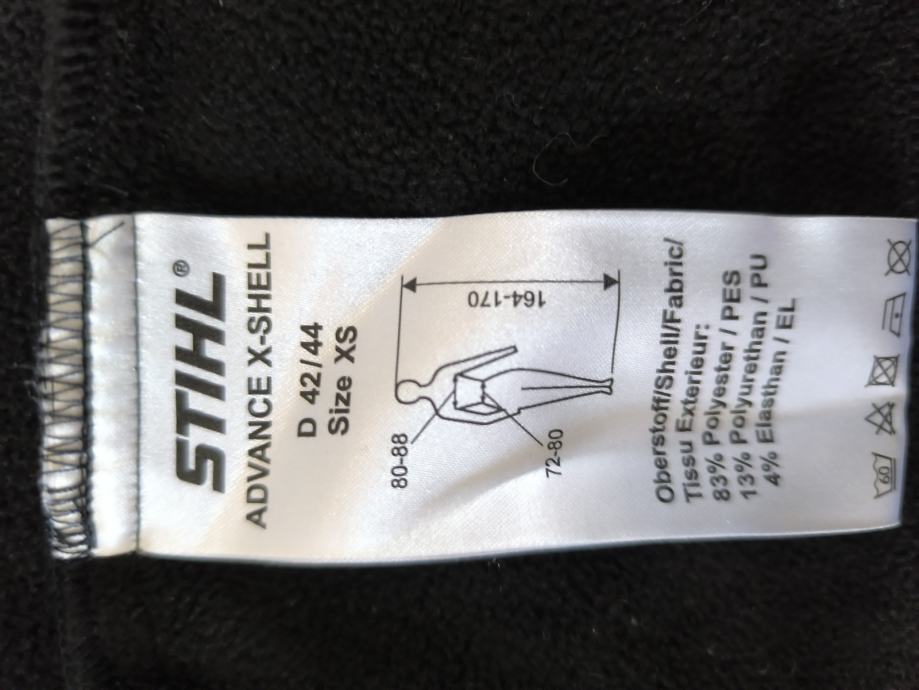 STIHL®
ADVANCE X-SHELL
D 42/44
Size XS
80-88
164-170
72-80
Oberstoff/Shell/Fabric/
Tissu Exterieur:
83% Polyester / PES
13% Polyurethan / PU
4% Elasthan / EL
60